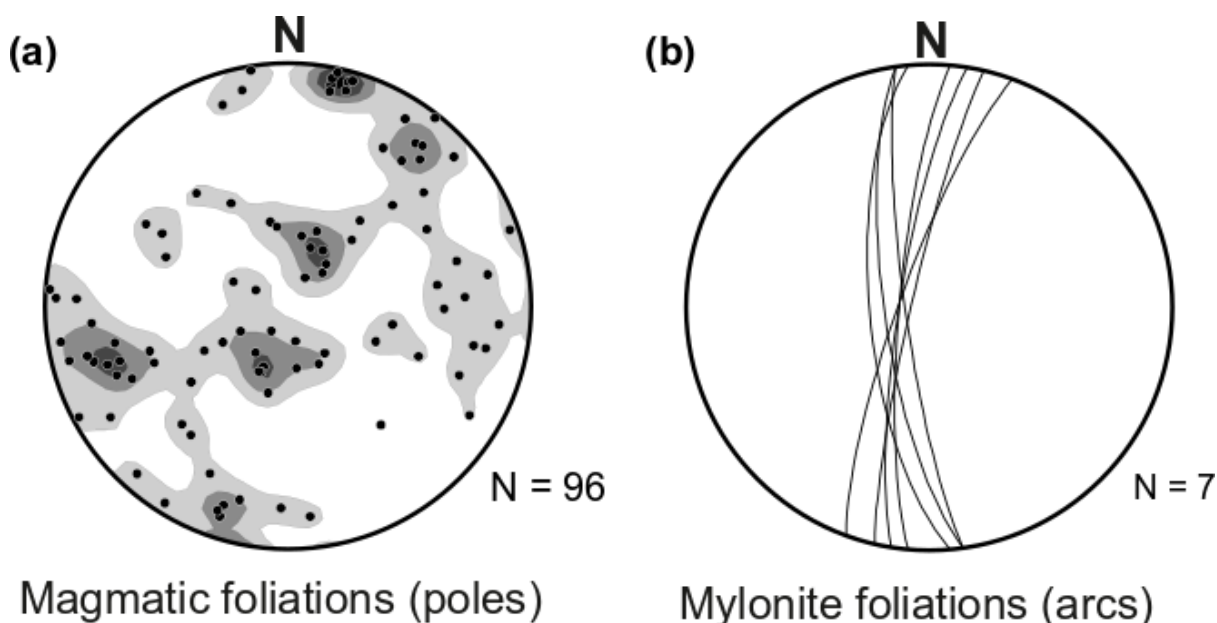 (a)
N
N = 96
Magmatic foliations (poles)
(b)
N
N = 7
Mylonite foliations (arcs)